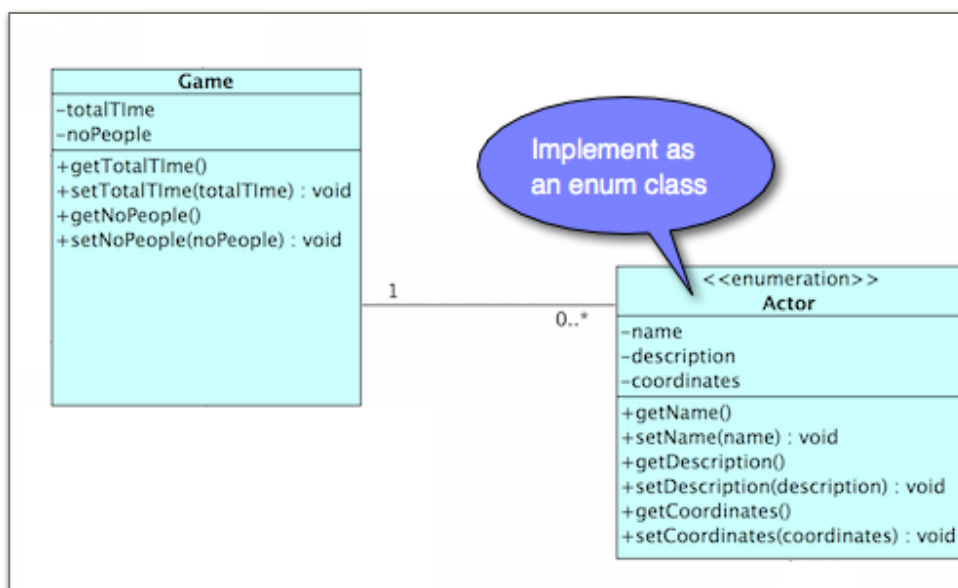 Game
-totalTIme
-noPeople
+getTotalTIme()
+setTotalTIme(totalTIme) : void
+getNoPeople()
+setNoPeople(noPeople) : void
Implement as
an enum class
1
0..*
<<enumeration>>
Actor
-name
-description
-coordinates
+getName()
+setName(name) : void
+getDescription()
+setDescription(description) : void
+getCoordinates()
+setCoordinates(coordinates) : void